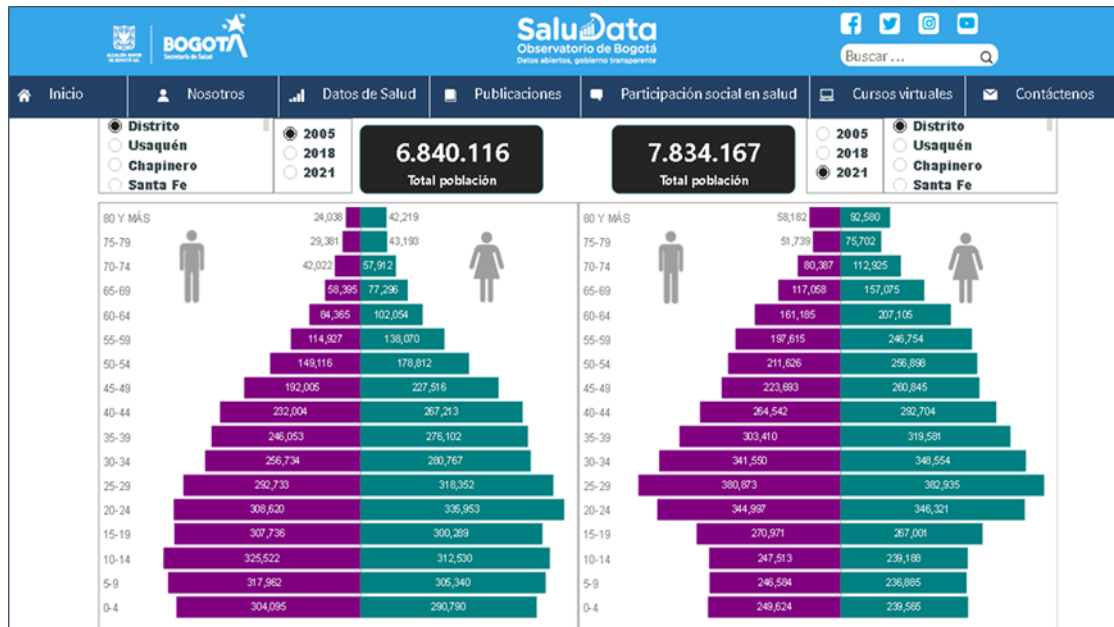 ALCALDÍA MAYOR
DE BOGOTÁ D.C.
BOGOTÁ
Secretaría de Salud
SaluData
Observatorio de Bogotá
Datos abiertos, gobierno transparente
Buscar ...
Inicio
Nosotros
Datos de Salud
Publicaciones
Participación social en salud
Cursos virtuales
Contáctenos
Distrito
Usaquén
Chapinero
Santa Fe
2005
2018
2021
6.840.116
Total población
7.834.167
Total población
2005
2018
2021
Distrito
Usaquén
Chapinero
Santa Fe
80 Y MÁS 24,038 42,219
75-79 29,381 43,193
70-74 42,022 57,912
65-69 58,395 77,296
60-64 84,365 102,054
55-59 114,927 138,070
50-54 149,116 178,812
45-49 192,005 227,516
40-44 232,004 267,213
35-39 246,053 276,102
30-34 256,734 280,767
25-29 292,733 318,352
20-24 308,620 335,953
15-19 307,736 300,289
10-14 325,522 312,530
5-9 317,962 305,340
0-4 304,095 290,790
80 Y MÁS 58,182 92,580
75-79 51,739 75,702
70-74 80,387 112,925
65-69 117,058 157,075
60-64 161,185 207,105
55-59 197,615 246,754
50-54 211,626 256,898
45-49 223,693 260,845
40-44 264,542 292,704
35-39 303,410 319,581
30-34 341,550 348,554
25-29 380,873 382,935
20-24 344,997 346,321
15-19 270,971 267,001
10-14 247,513 239,188
5-9 246,584 236,885
0-4 249,624 239,565